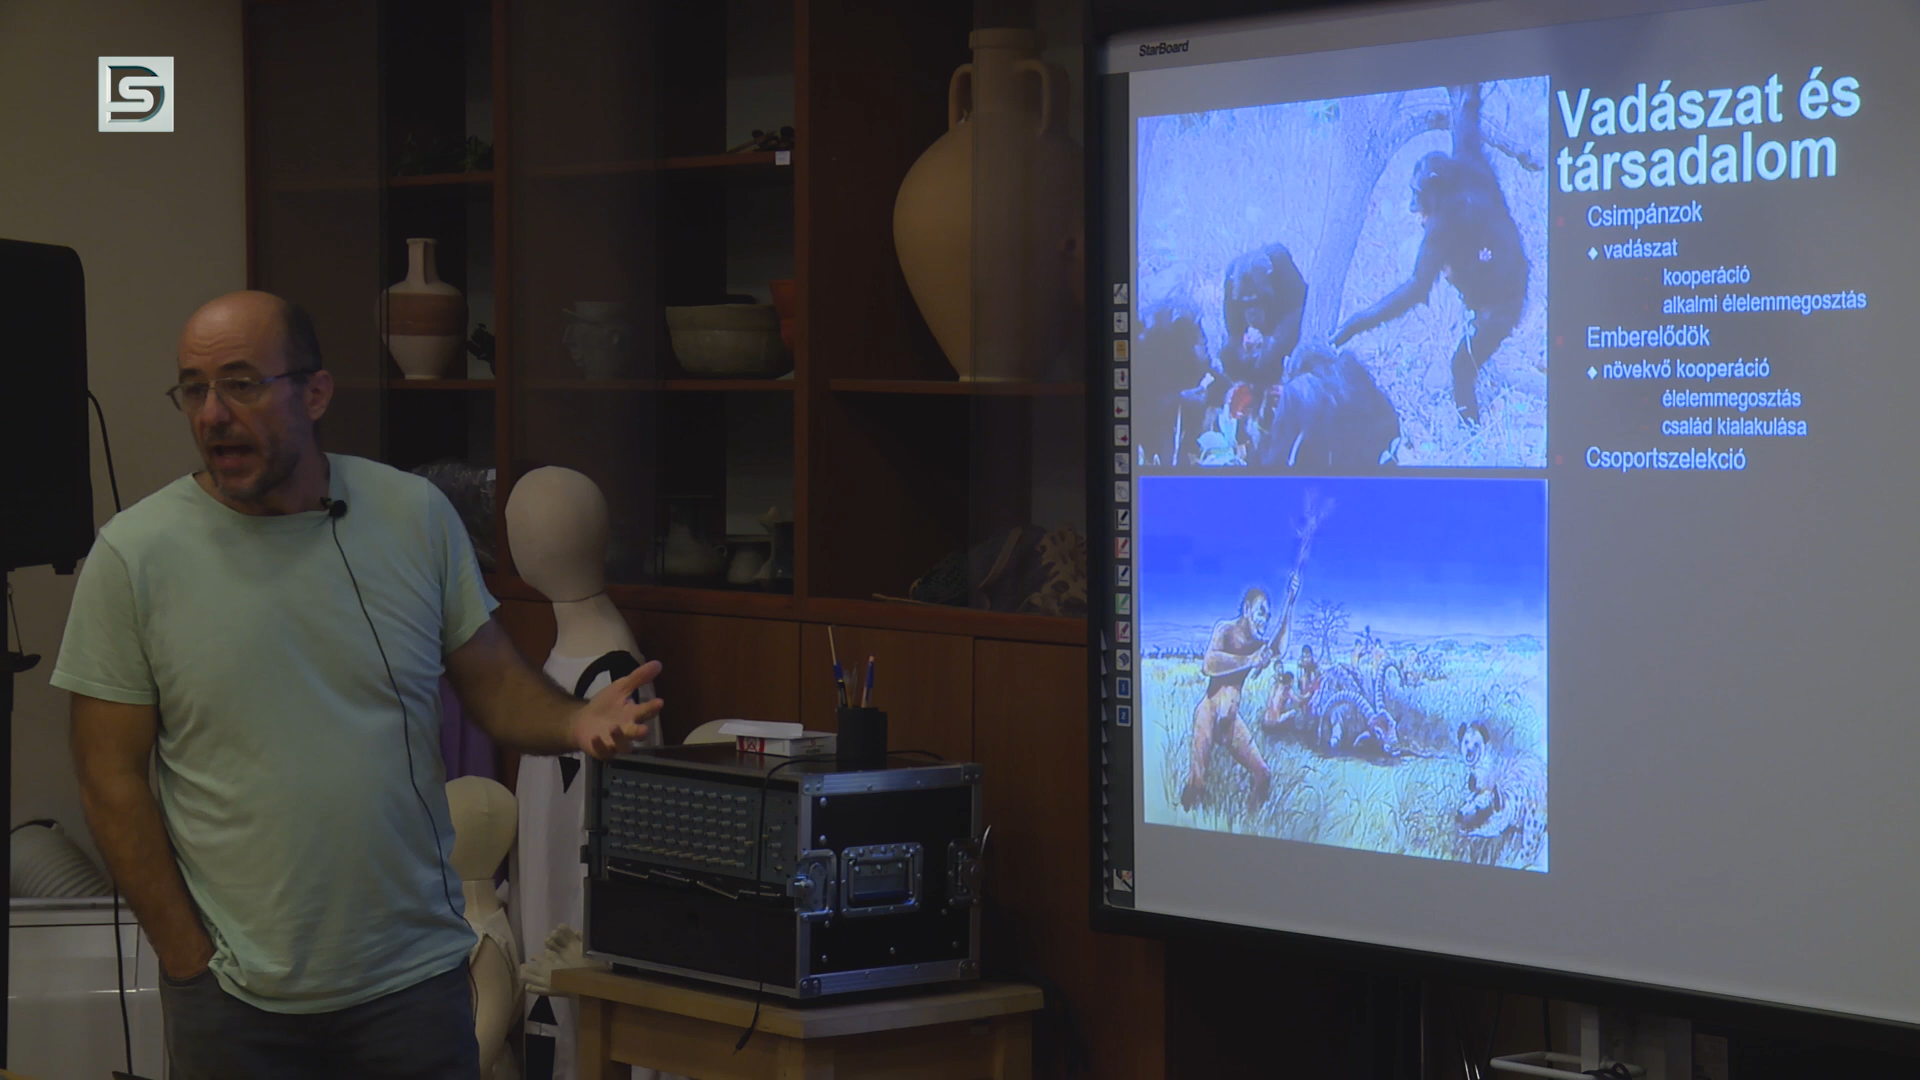 StarBoard
Vadászat és
társadalom
Csimpánzok
vadászat
kooperáció
alkalmi élelemmegosztás
Emberelődök
növekvő kooperáció
élelemmegosztás
család kialakulása
Csoportszelekció